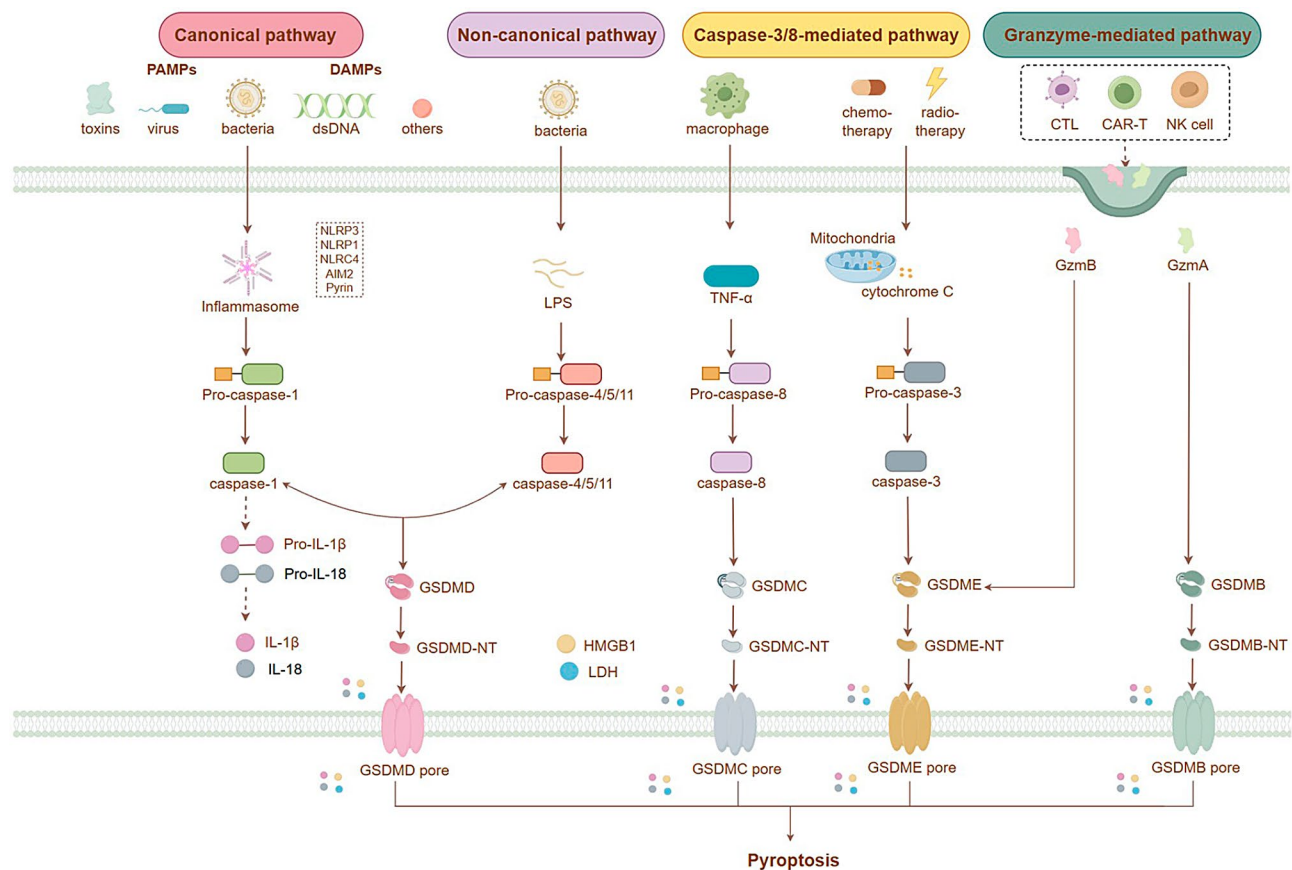 Canonical pathway
Non-canonical pathway
Caspase-3/8-mediated pathway
Granzyme-mediated pathway
PAMPs
DAMPs
toxins
virus
bacteria
dsDNA
others
bacteria
macrophage
chemo-
therapy
radio-
therapy
CTL
CAR-T
NK cell
NLRP3
NLRP1
NLRC4
AIM2
Pyrin
Inflammasome
LPS
TNF-α
Mitochondria
cytochrome C
GzmB
GzmA
Pro-caspase-1
Pro-caspase-4/5/11
Pro-caspase-8
Pro-caspase-3
caspase-1
caspase-4/5/11
caspase-8
caspase-3
Pro-IL-1β
Pro-IL-18
GSDMD
GSDMC
GSDME
GSDMB
IL-1β
IL-18
GSDMD-NT
HMGB1
LDH
GSDMC-NT
GSDME-NT
GSDMB-NT
GSDMD pore
GSDMC pore
GSDME pore
GSDMB pore
Pyroptosis